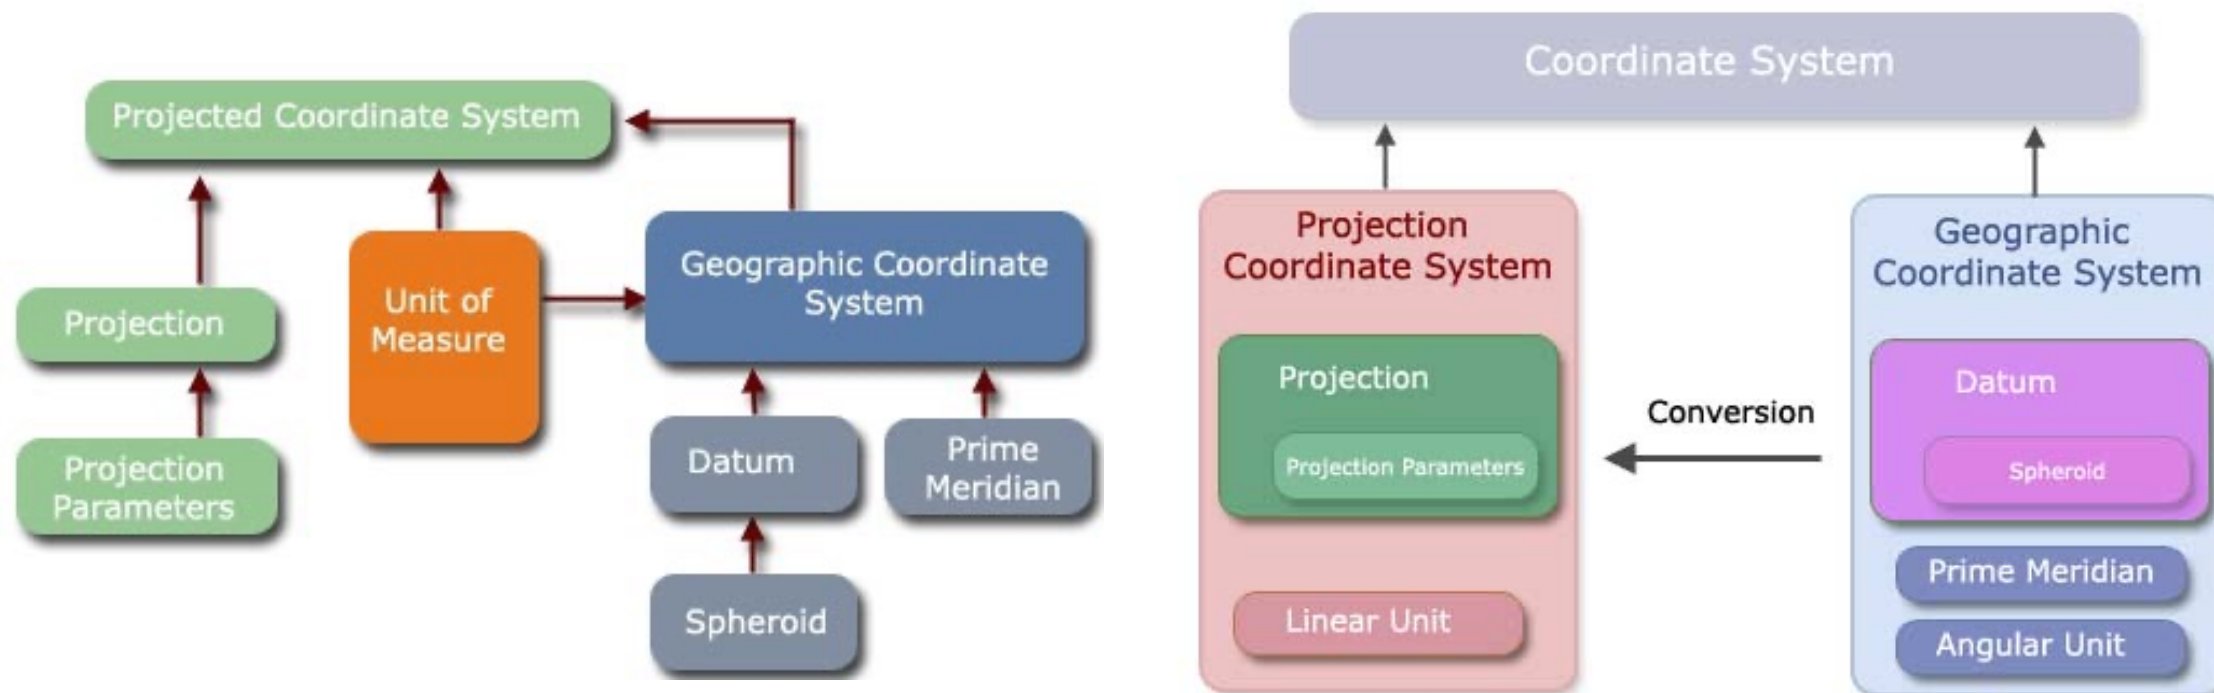 Projected Coordinate System
Projection
Projection
Parameters
Unit of
Measure
Geographic Coordinate
System
Datum
Prime
Meridian
Spheroid
Coordinate System
Projection
Coordinate System
Projection
Projection Parameters
Linear Unit
Conversion
Geographic
Coordinate System
Datum
Spheroid
Prime Meridian
Angular Unit